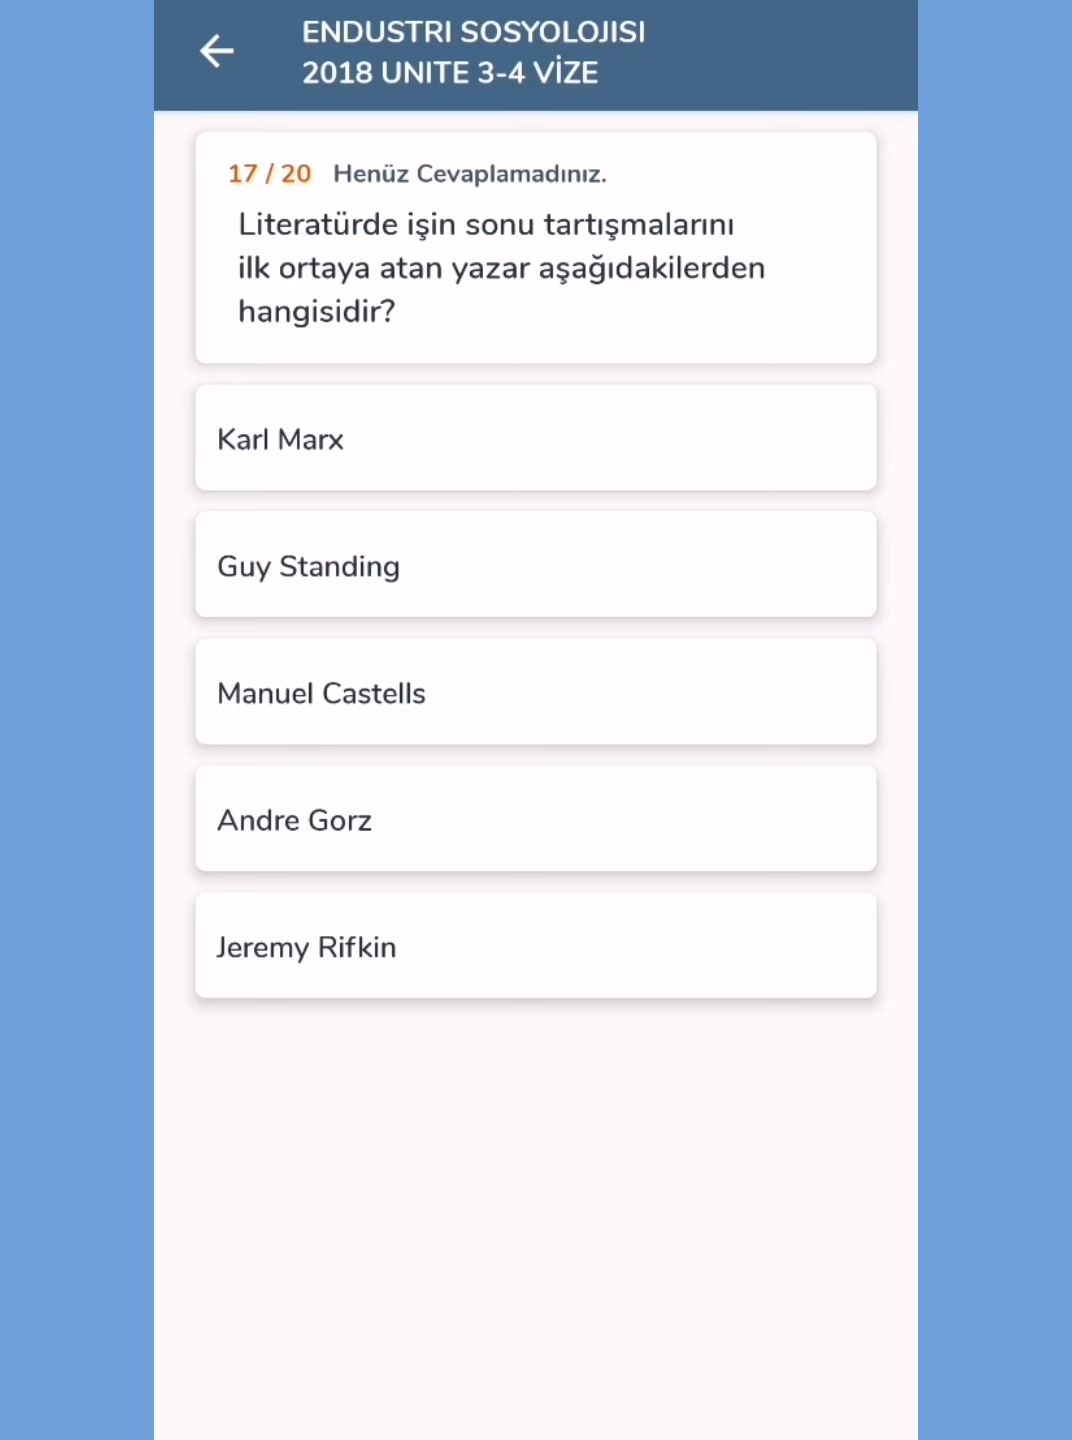 ENDUSTRI SOSYOLOJISI
2018 UNITE 3-4 VİZE
17 / 20 Henüz Cevaplamadınız.
Literatürde işin sonu tartışmalarını
ilk ortaya atan yazar aşağıdakilerden
hangisidir?
Karl Marx
Guy Standing
Manuel Castells
Andre Gorz
Jeremy Rifkin